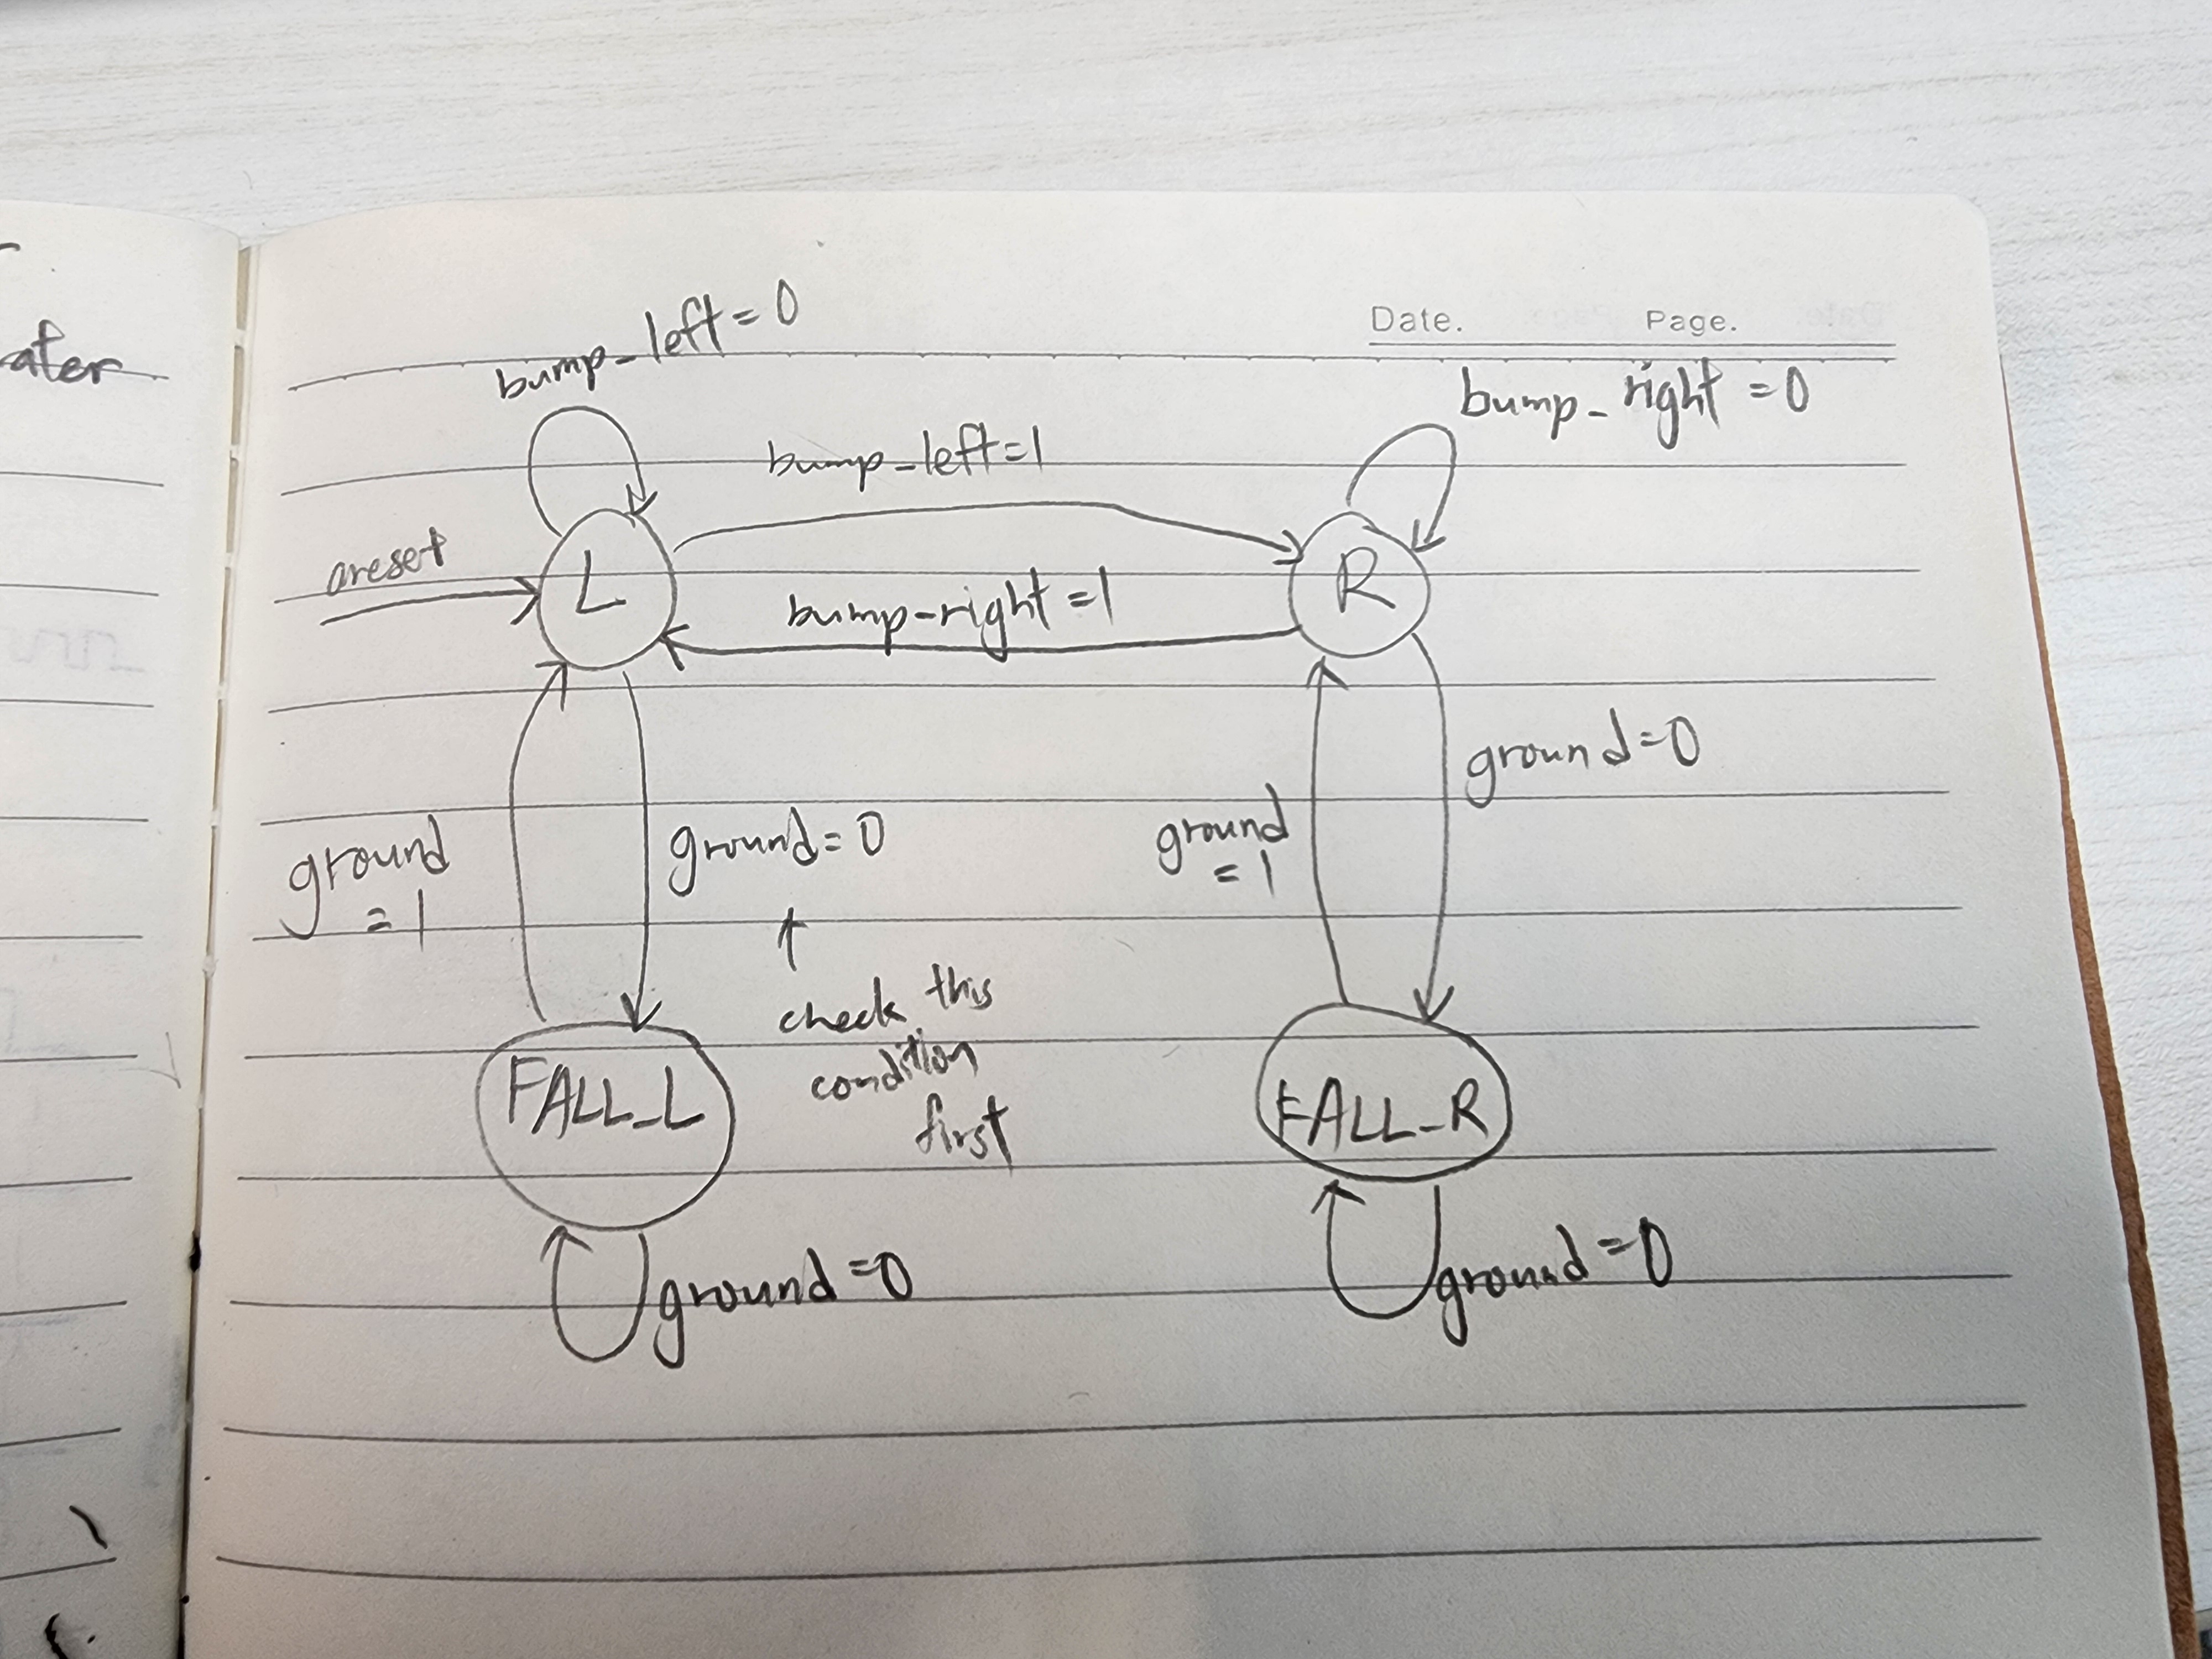 ater
Date. Page.
bump_left = 0
bump_right = 0
bump_left=1
areset
L
R
bump-right =1
ground=0
ground
= 1
ground= 0
ground
= 1
check this
condition
first
FALL_L
FALL_R
ground =0
ground =0